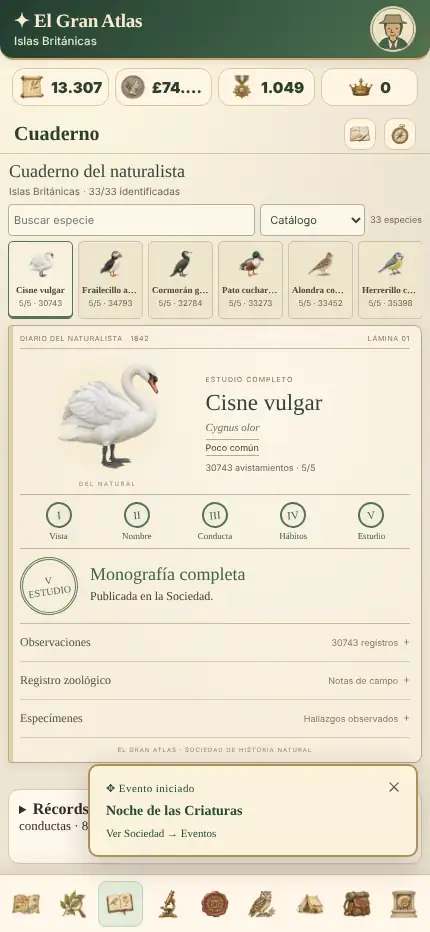 ✦ El Gran Atlas
Islas Británicas
13.307
£74....
1.049
0
Cuaderno
Cuaderno del naturalista
Islas Británicas · 33/33 identificadas
Buscar especie
Catálogo
33 especies
Cisne vulgar
5/5 · 30743
Frailecillo a...
5/5 · 34793
Cormorán g...
5/5 · 32784
Pato cuchar...
5/5 · 33273
Alondra co...
5/5 · 33452
Herrerillo c...
5/5 · 35398
DIARIO DEL NATURALISTA 1842
LÁMINA 01
ESTUDIO COMPLETO
Cisne vulgar
Cygnus olor
Poco común
30743 avistamientos · 5/5
DEL NATURAL
I
Vista
II
Nombre
III
Conducta
IV
Hábitos
V
Estudio
V
ESTUDIO
Monografía completa
Publicada en la Sociedad.
Observaciones
30743 registros +
Registro zoológico
Notas de campo +
Especímenes
Hallazgos observados +
EL GRAN ATLAS · SOCIEDAD DE HISTORIA NATURAL
▶ Récords
conductas · 8
❖ Evento iniciado
×
Noche de las Criaturas
Ver Sociedad → Eventos